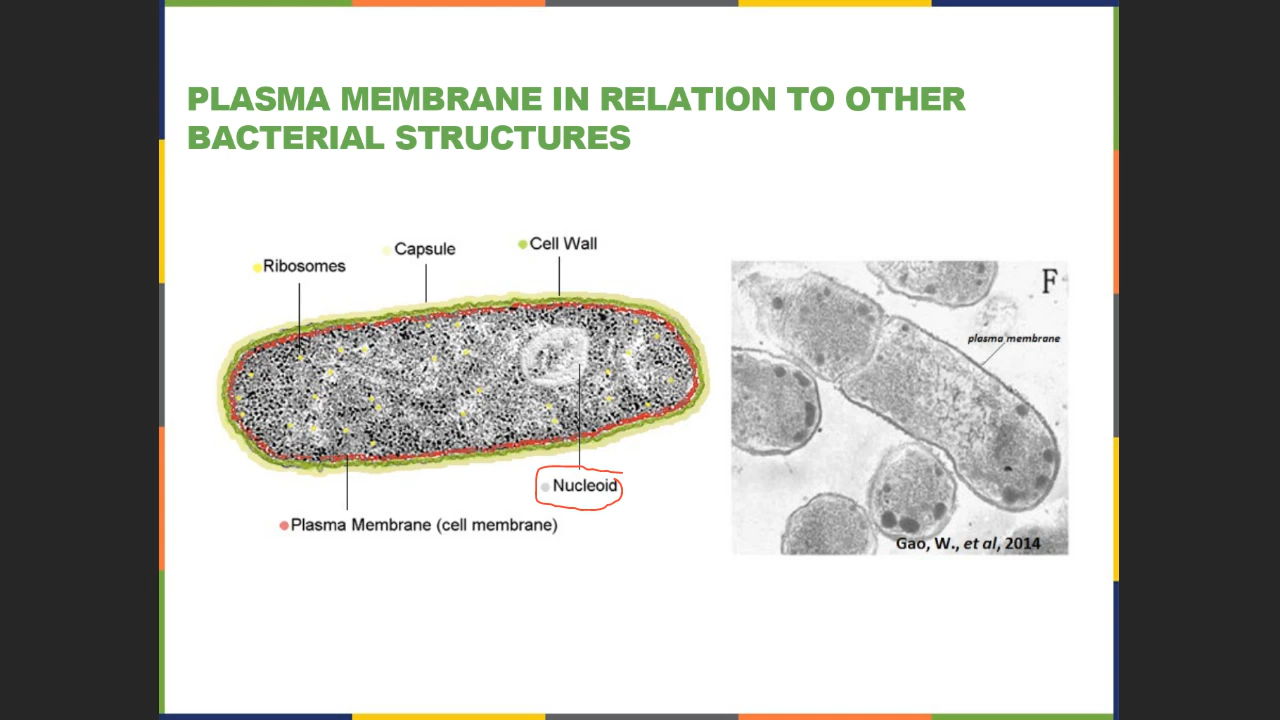 PLASMA MEMBRANE IN RELATION TO OTHER
BACTERIAL STRUCTURES
Ribosomes
Capsule
Cell Wall
Nucleoid
Plasma Membrane (cell membrane)
F
plasma membrane
Gao, W., et al, 2014